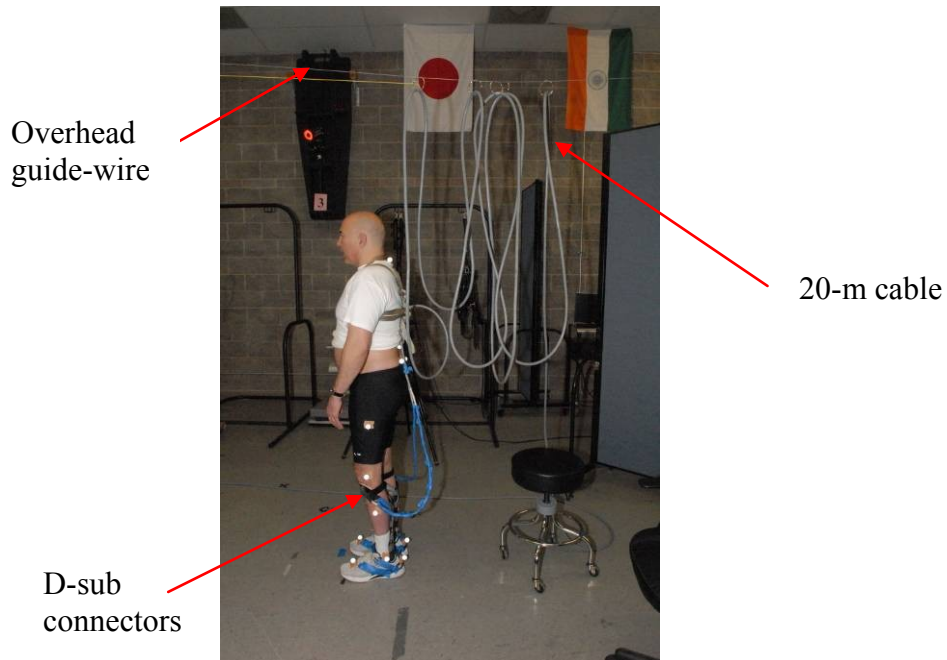 Overhead
guide-wire
3
20-m cable
D-sub
connectors